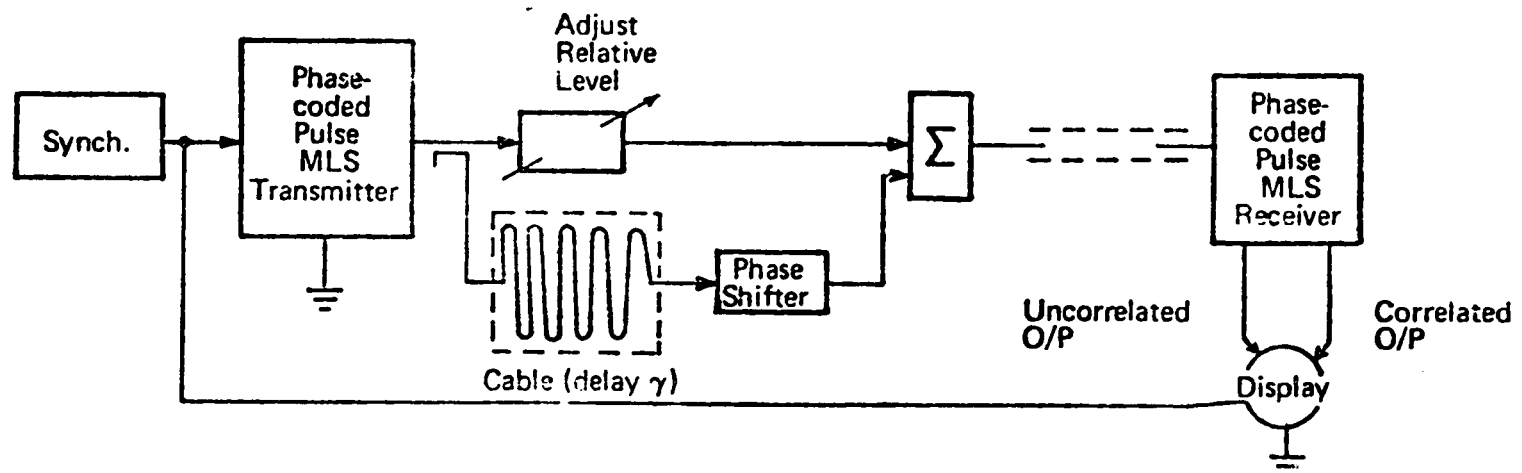 Adjust
Relative
Level
Synch.
Phase-
coded
Pulse
MLS
Transmitter
Σ
Phase-
coded
Pulse
MLS
Receiver
Phase
Shifter
Cable (delay γ)
Uncorrelated
O/P
Correlated
O/P
Display